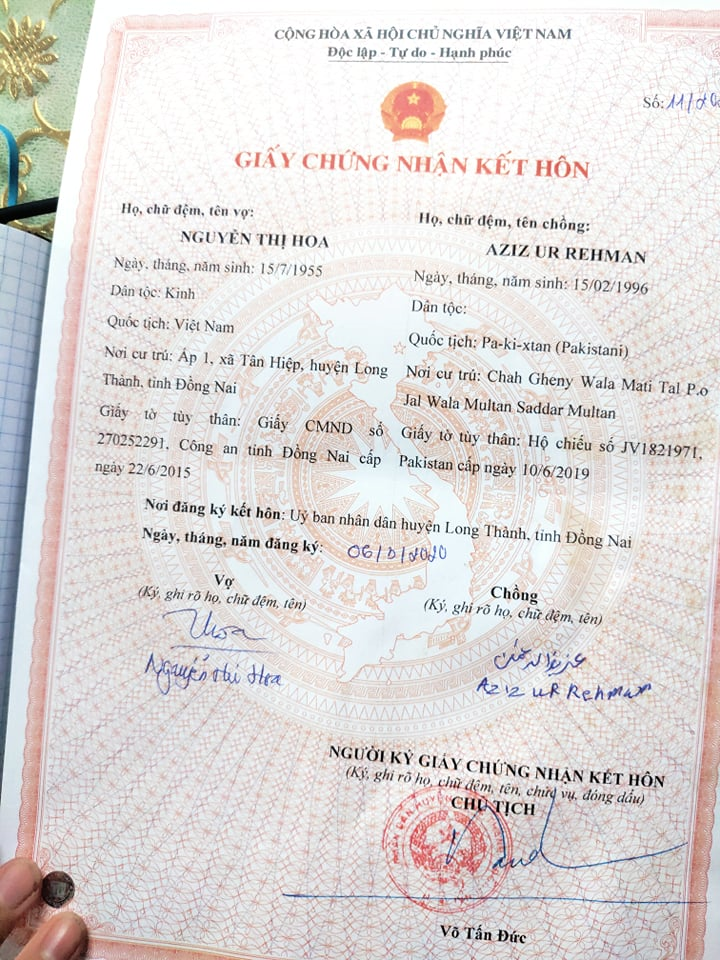 CỘNG HÒA XÃ HỘI CHỦ NGHĨA VIỆT NAM
Độc lập - Tự do - Hạnh phúc
Số: 11/
GIẤY CHỨNG NHẬN KẾT HÔN
Họ, chữ đệm, tên vợ:
NGUYỄN THỊ HOA
Ngày, tháng, năm sinh: 15/7/1955
Dân tộc: Kinh
Quốc tịch: Việt Nam
Nơi cư trú: Ấp 1, xã Tân Hiệp, huyện Long
Thành, tỉnh Đồng Nai
Giấy tờ tùy thân: Giấy CMND số
270252291, Công an tỉnh Đồng Nai cấp
ngày 22/6/2015
Họ, chữ đệm, tên chồng:
AZIZ UR REHMAN
Ngày, tháng, năm sinh: 15/02/1996
Dân tộc:
Quốc tịch: Pa-ki-xtan (Pakistani)
Nơi cư trú: Chah Gheny Wala Mati Tal P.o
Jal Wala Multan Saddar Multan
Giấy tờ tùy thân: Hộ chiếu số JV1821971,
Pakistan cấp ngày 10/6/2019
Nơi đăng ký kết hôn: Uỷ ban nhân dân huyện Long Thành, tỉnh Đồng Nai
Ngày, tháng, năm đăng ký:
Vợ
(Ký, ghi rõ họ, chữ đệm, tên)
Hoa
Nguyễn Thị Hoa
Chồng
(Ký, ghi rõ họ, chữ đệm, tên)
عزیز الرحمن
Aziz uR Rehman
NGƯỜI KÝ GIẤY CHỨNG NHẬN KẾT HÔN
(Ký, ghi rõ họ, chữ đệm, tên, chức vụ, đóng dấu)
CHỦ TỊCH
Võ Tấn Đức